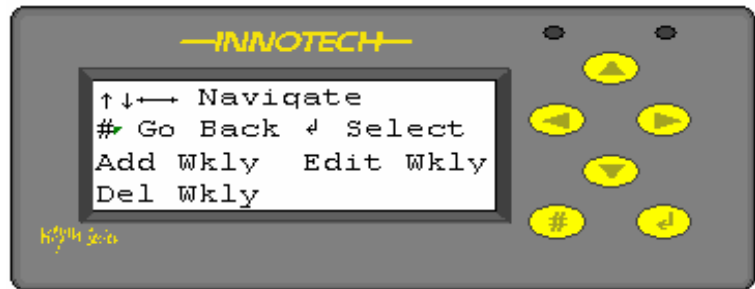 INNOTECH
↑↓←→ Navigate
# Go Back ↲ Select
Add Wkly Edit Wkly
Del Wkly
#